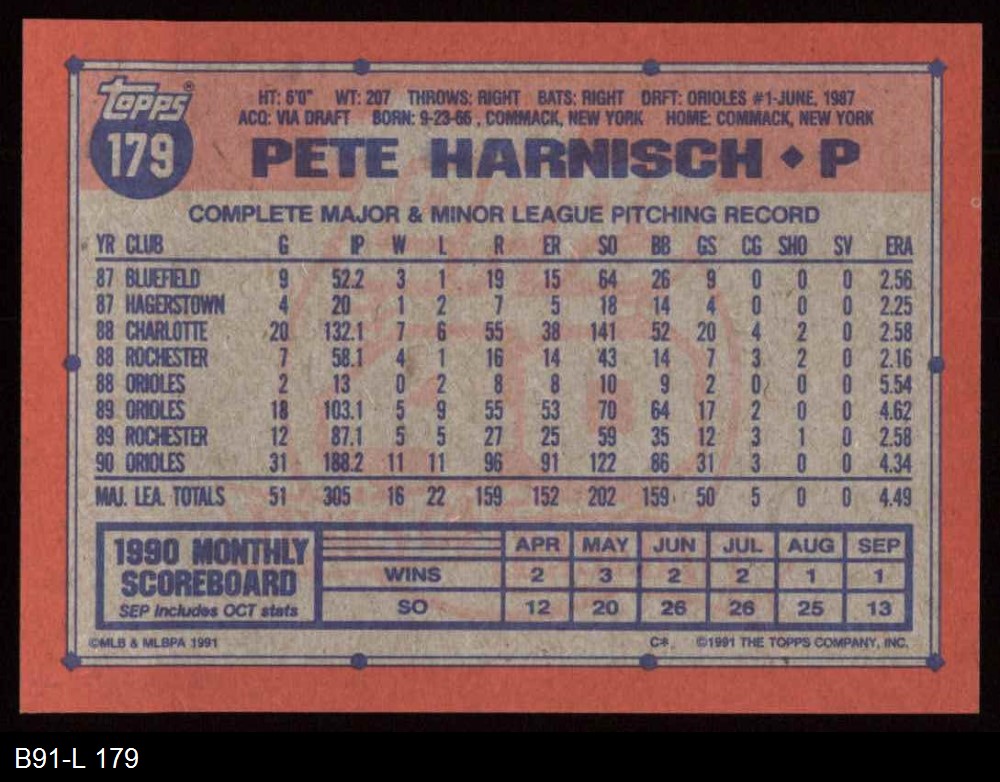 Topps®
179
HT: 6'0" WT: 207 THROWS: RIGHT BATS: RIGHT DRFT: ORIOLES #1-JUNE, 1987
ACQ: VIA DRAFT BORN: 9-23-66 , COMMACK, NEW YORK HOME: COMMACK, NEW YORK
PETE HARNISCH ◆ P
COMPLETE MAJOR & MINOR LEAGUE PITCHING RECORD
YR CLUB G IP W L R ER SO BB GS CG SHO SV ERA
87 BLUEFIELD 9 52.2 3 1 19 15 64 26 9 0 0 0 2.56
87 HAGERSTOWN 4 20 1 2 7 5 18 14 4 0 0 0 2.25
88 CHARLOTTE 20 132.1 7 6 55 38 141 52 20 4 2 0 2.58
88 ROCHESTER 7 58.1 4 1 16 14 43 14 7 3 2 0 2.16
88 ORIOLES 2 13 0 2 8 8 10 9 2 0 0 0 5.54
89 ORIOLES 18 103.1 5 9 55 53 70 64 17 2 0 0 4.62
89 ROCHESTER 12 87.1 5 5 27 25 59 35 12 3 1 0 2.58
90 ORIOLES 31 188.2 11 11 96 91 122 86 31 3 0 0 4.34
MAJ. LEA. TOTALS 51 305 16 22 159 152 202 159 50 5 0 0 4.49
1990 MONTHLY SCOREBOARD
SEP Includes OCT stats
APR MAY JUN JUL AUG SEP
WINS 2 3 2 2 1 1
SO 12 20 26 26 25 13
©MLB & MLBPA 1991 C* ©1991 THE TOPPS COMPANY, INC.
B91-L 179